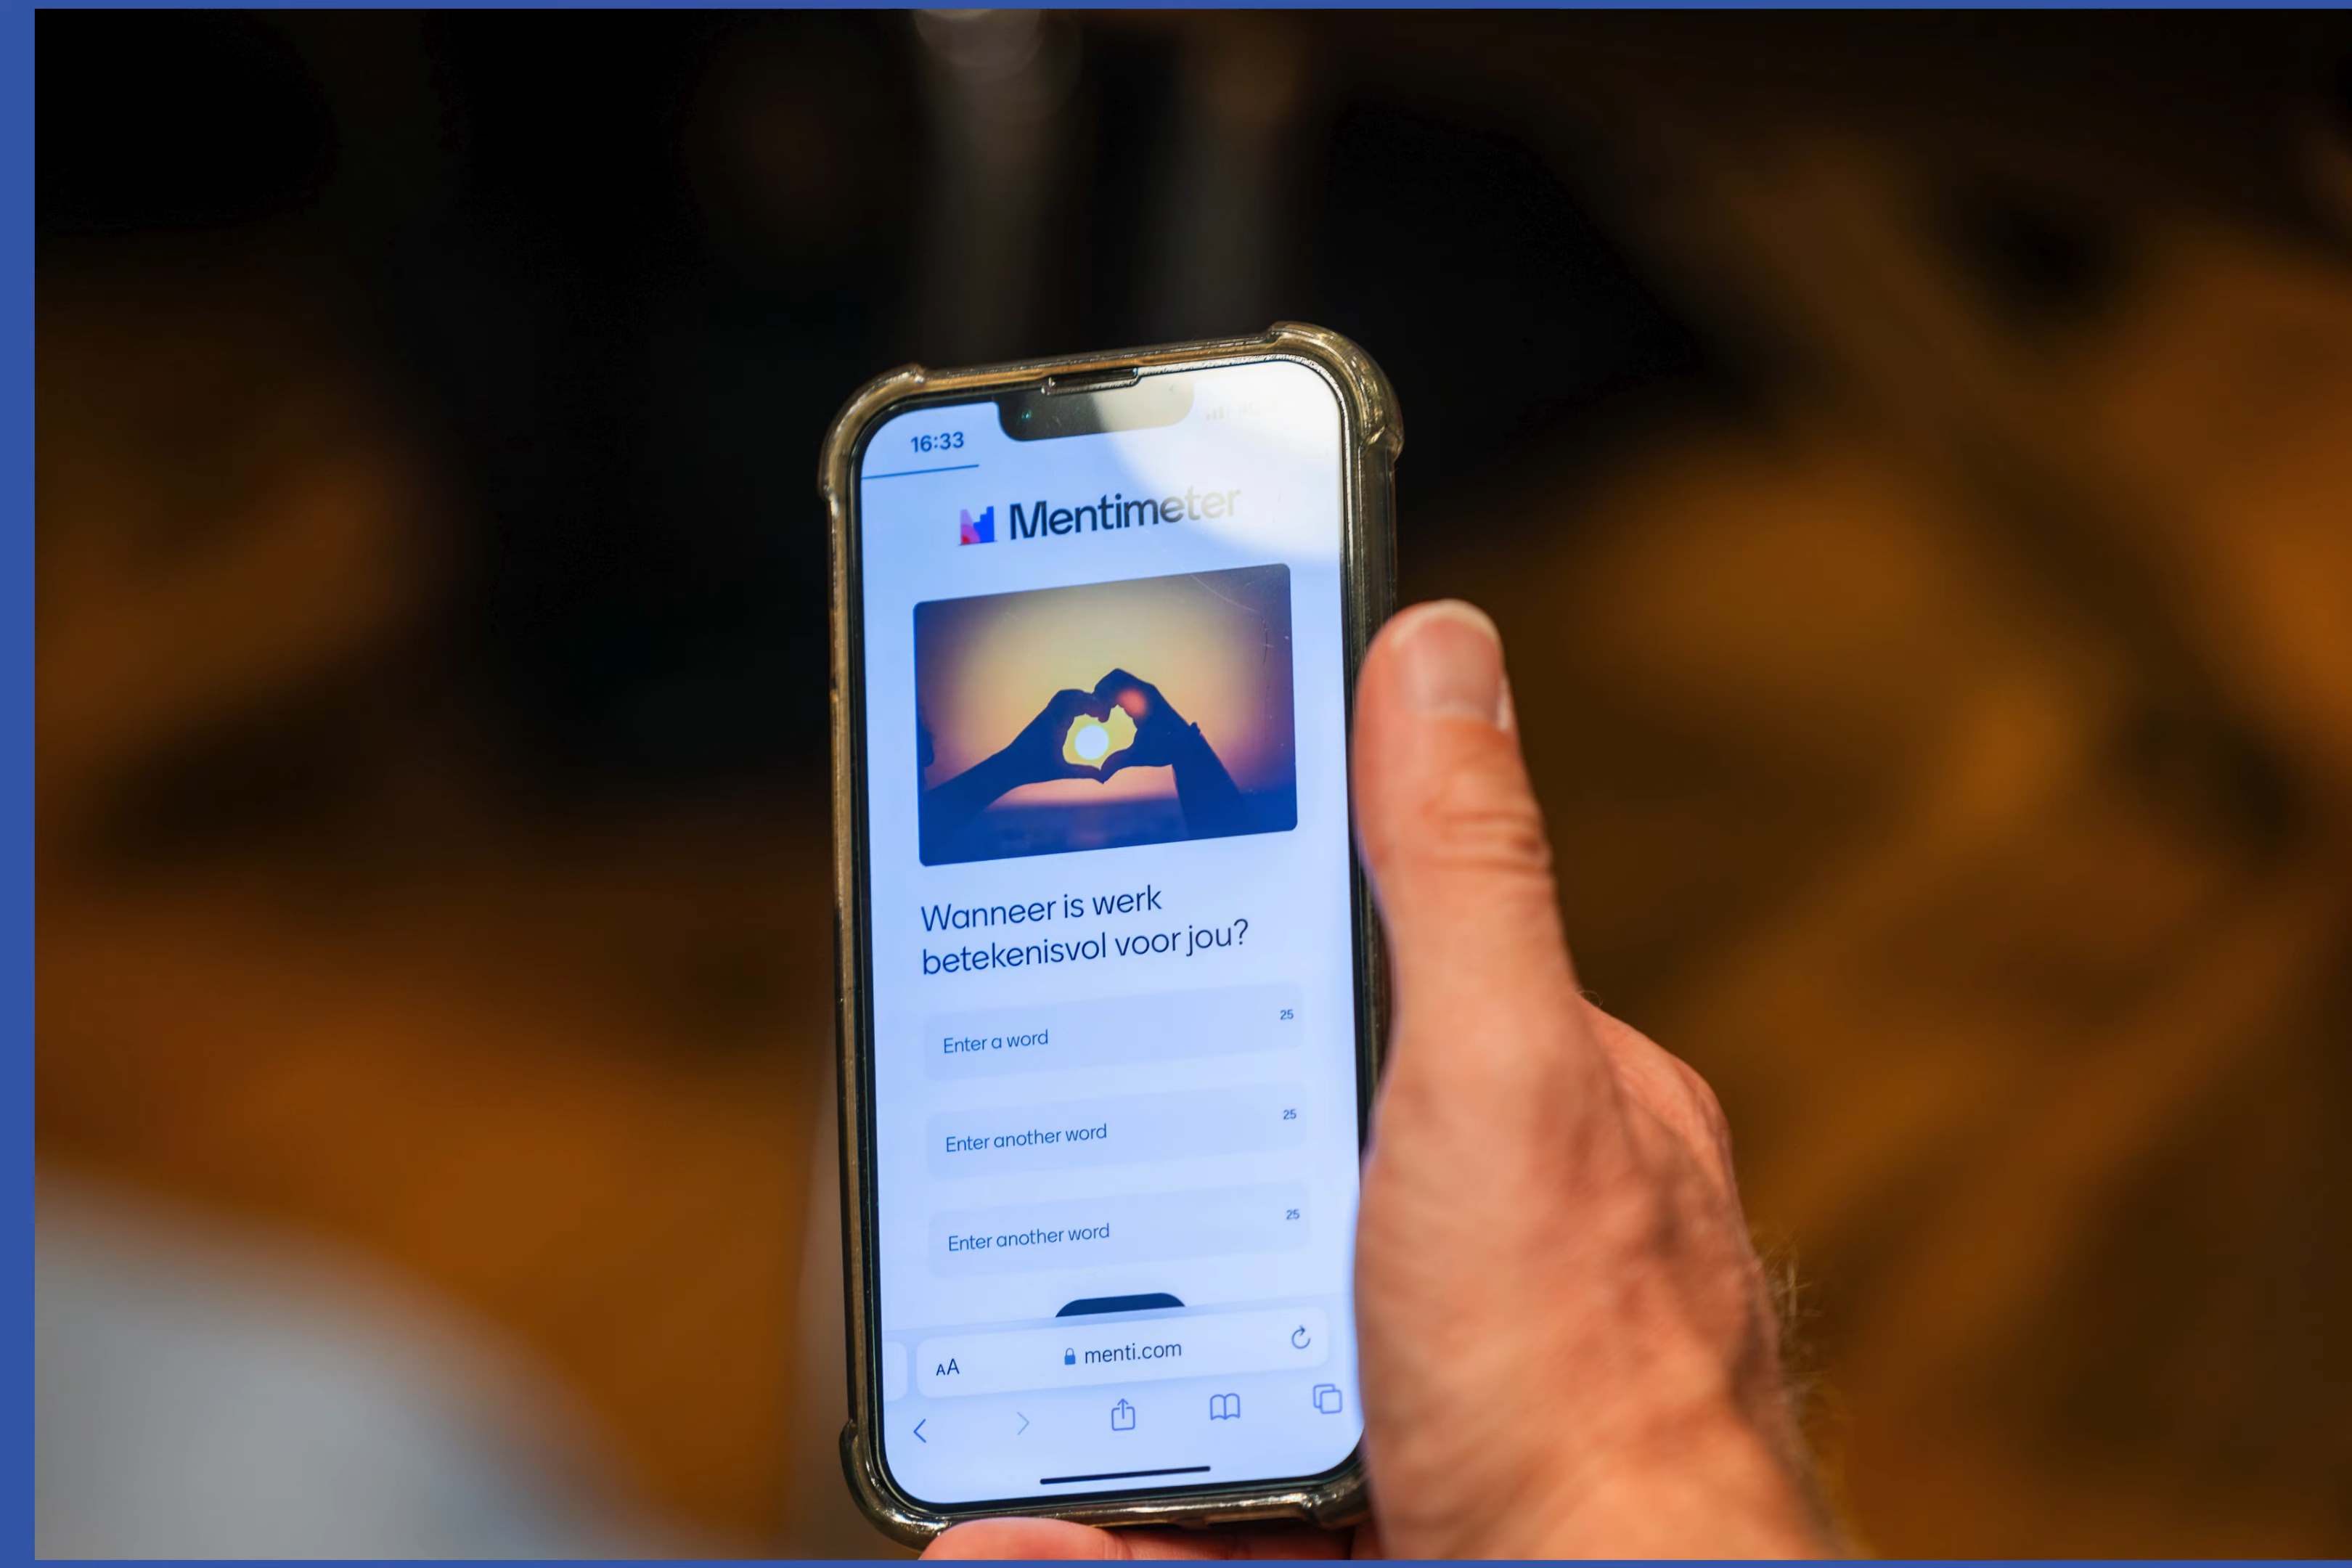 16:33
Mentimeter
Wanneer is werk
betekenisvol voor jou?
Enter a word
25
Enter another word
25
Enter another word
25
AA
menti.com